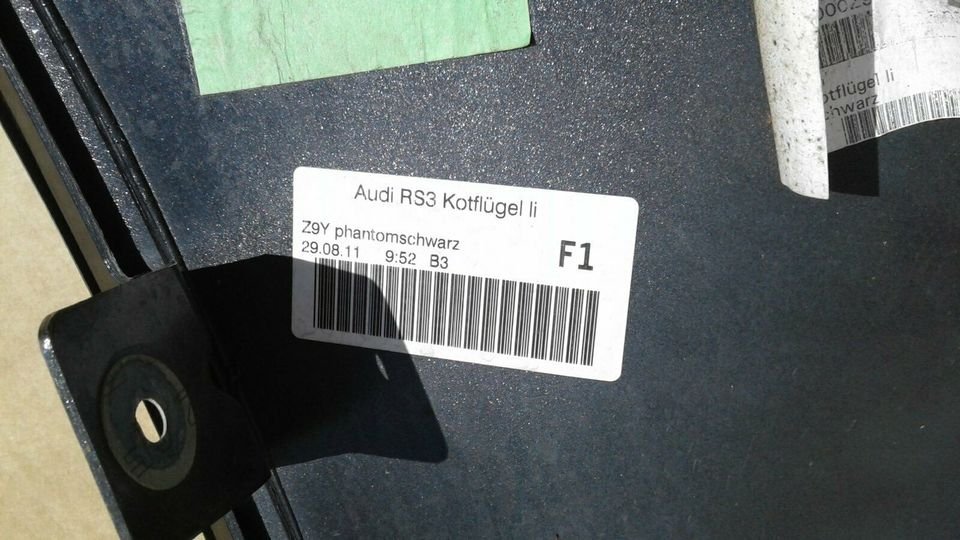 Audi RS3 Kotflügel li
Z9Y phantomschwarz
29.08.11 9:52 B3
F1
otflügel li
chwarz